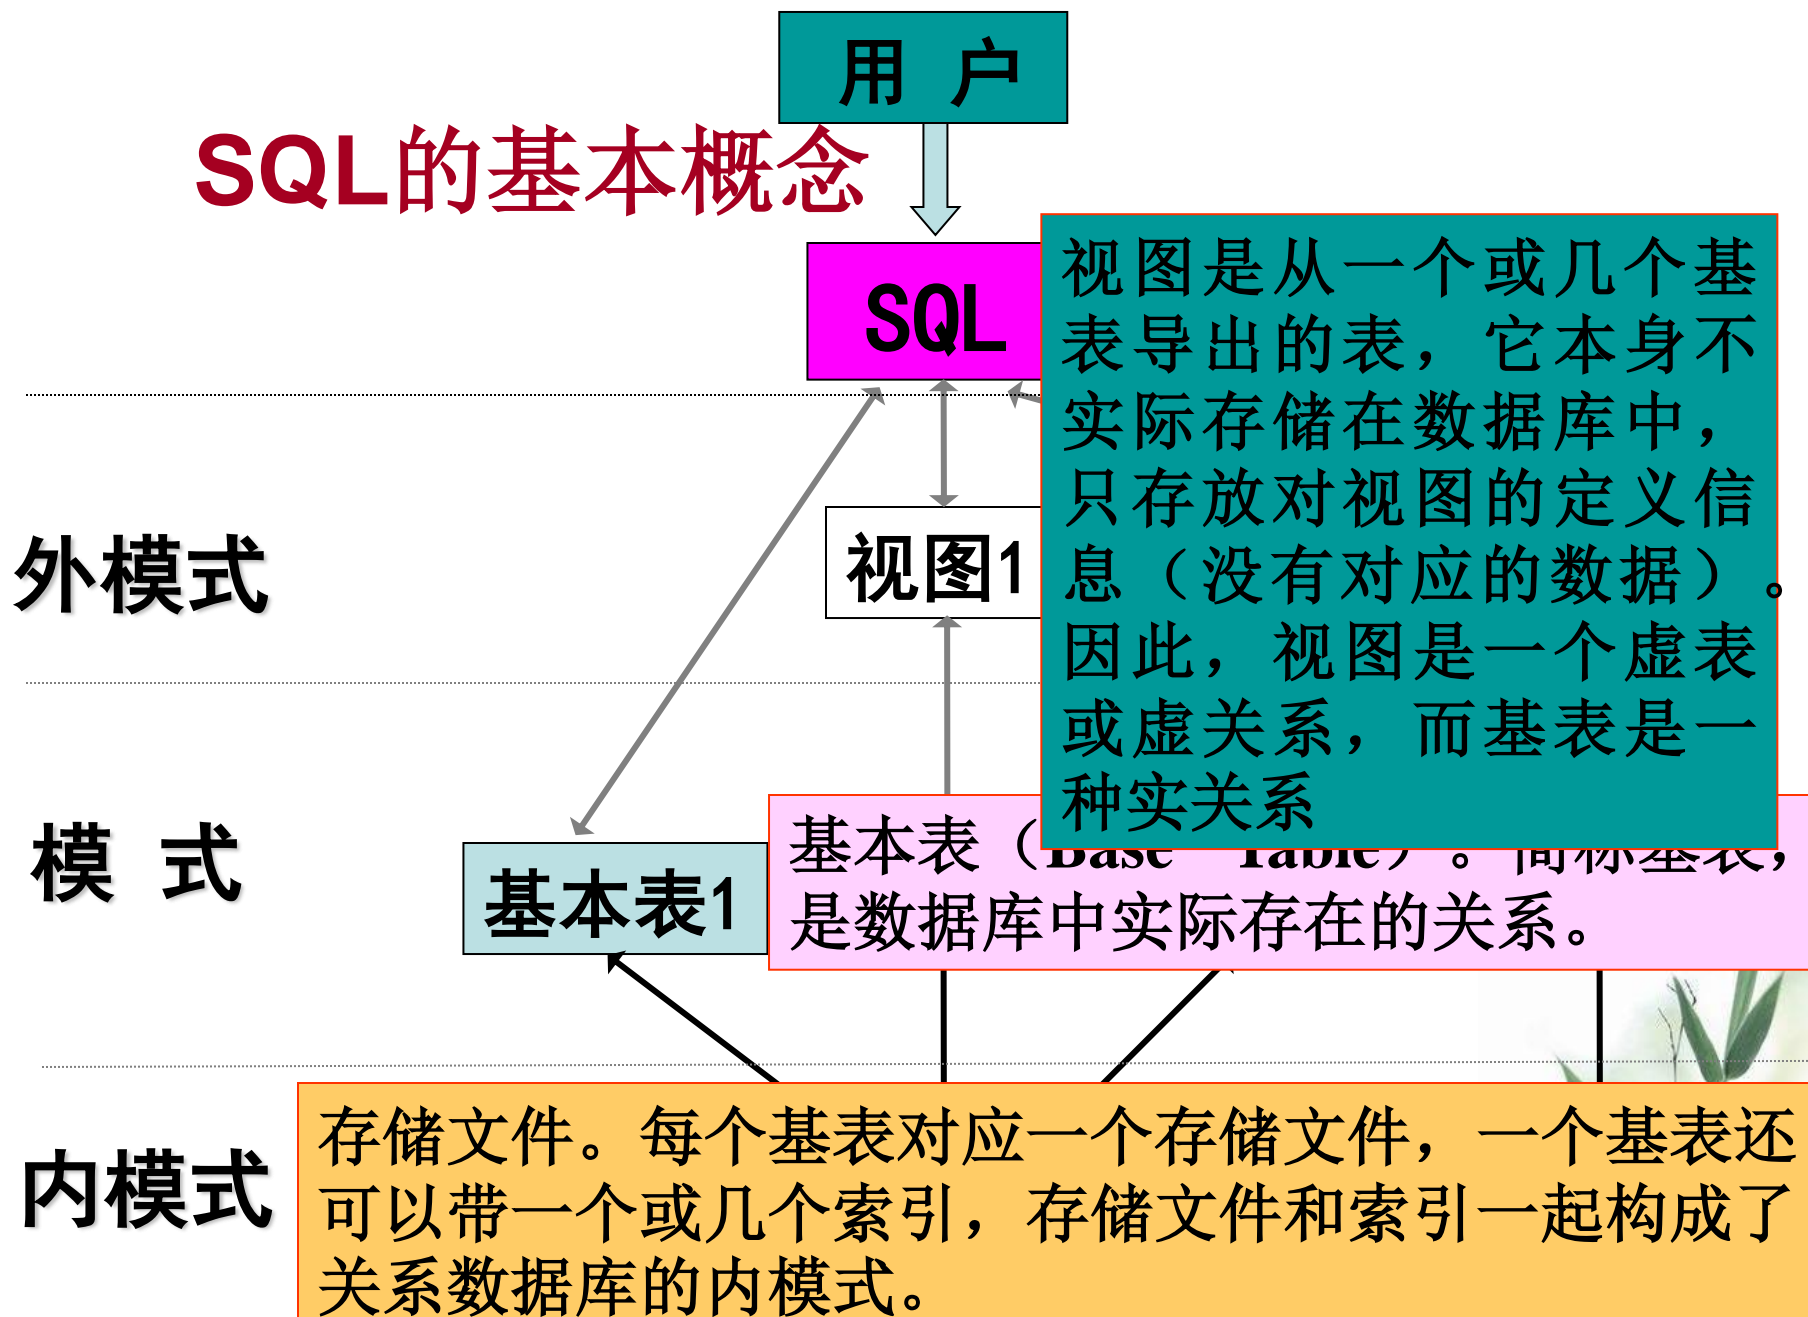 用 户
SQL的基本概念
SQL
视图是从一个或几个基
表导出的表，它本身不
实际存储在数据库中，
只存放对视图的定义信
息（没有对应的数据）。
因此，视图是一个虚表
或虚关系，而基表是一
种实关系
外模式
视图1
模 式
基本表1
基本表（Base Table）。简称基表，
是数据库中实际存在的关系。
内模式
存储文件。每个基表对应一个存储文件，一个基表还
可以带一个或几个索引，存储文件和索引一起构成了
关系数据库的内模式。